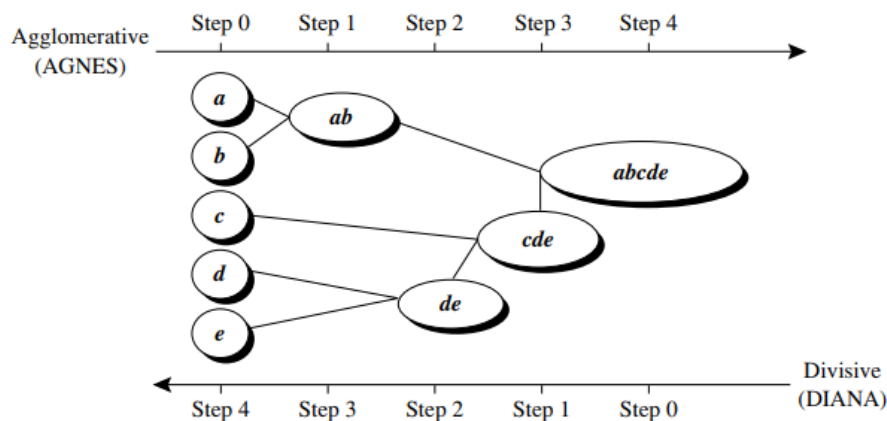 Step 0 Step 1 Step 2 Step 3 Step 4
Agglomerative
(AGNES)
a
ab
b
abcde
c
cde
d
de
e
Divisive
(DIANA)
Step 4 Step 3 Step 2 Step 1 Step 0